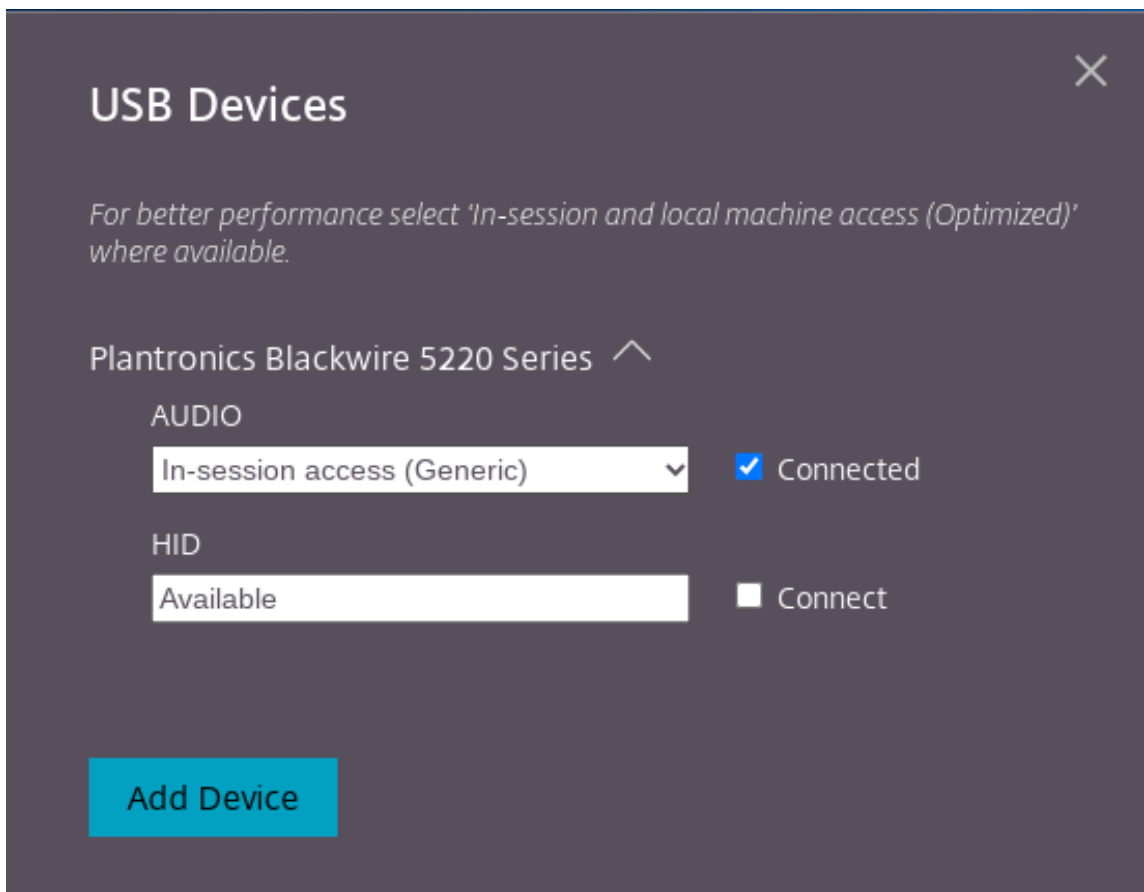 USB Devices
For better performance select 'In-session and local machine access (Optimized)'
where available.
Plantronics Blackwire 5220 Series
AUDIO
In-session access (Generic)
Connected
HID
Available
Connect
Add Device